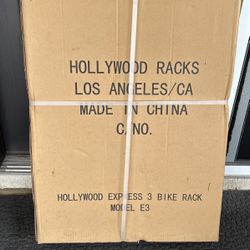 HOLLYWOOD RACKS
LOS ANGELES/CA
MADE IN CHINA
C/NO.
HOLLYWOOD EXPRESS 3 BIKE RACK
MODEL E3